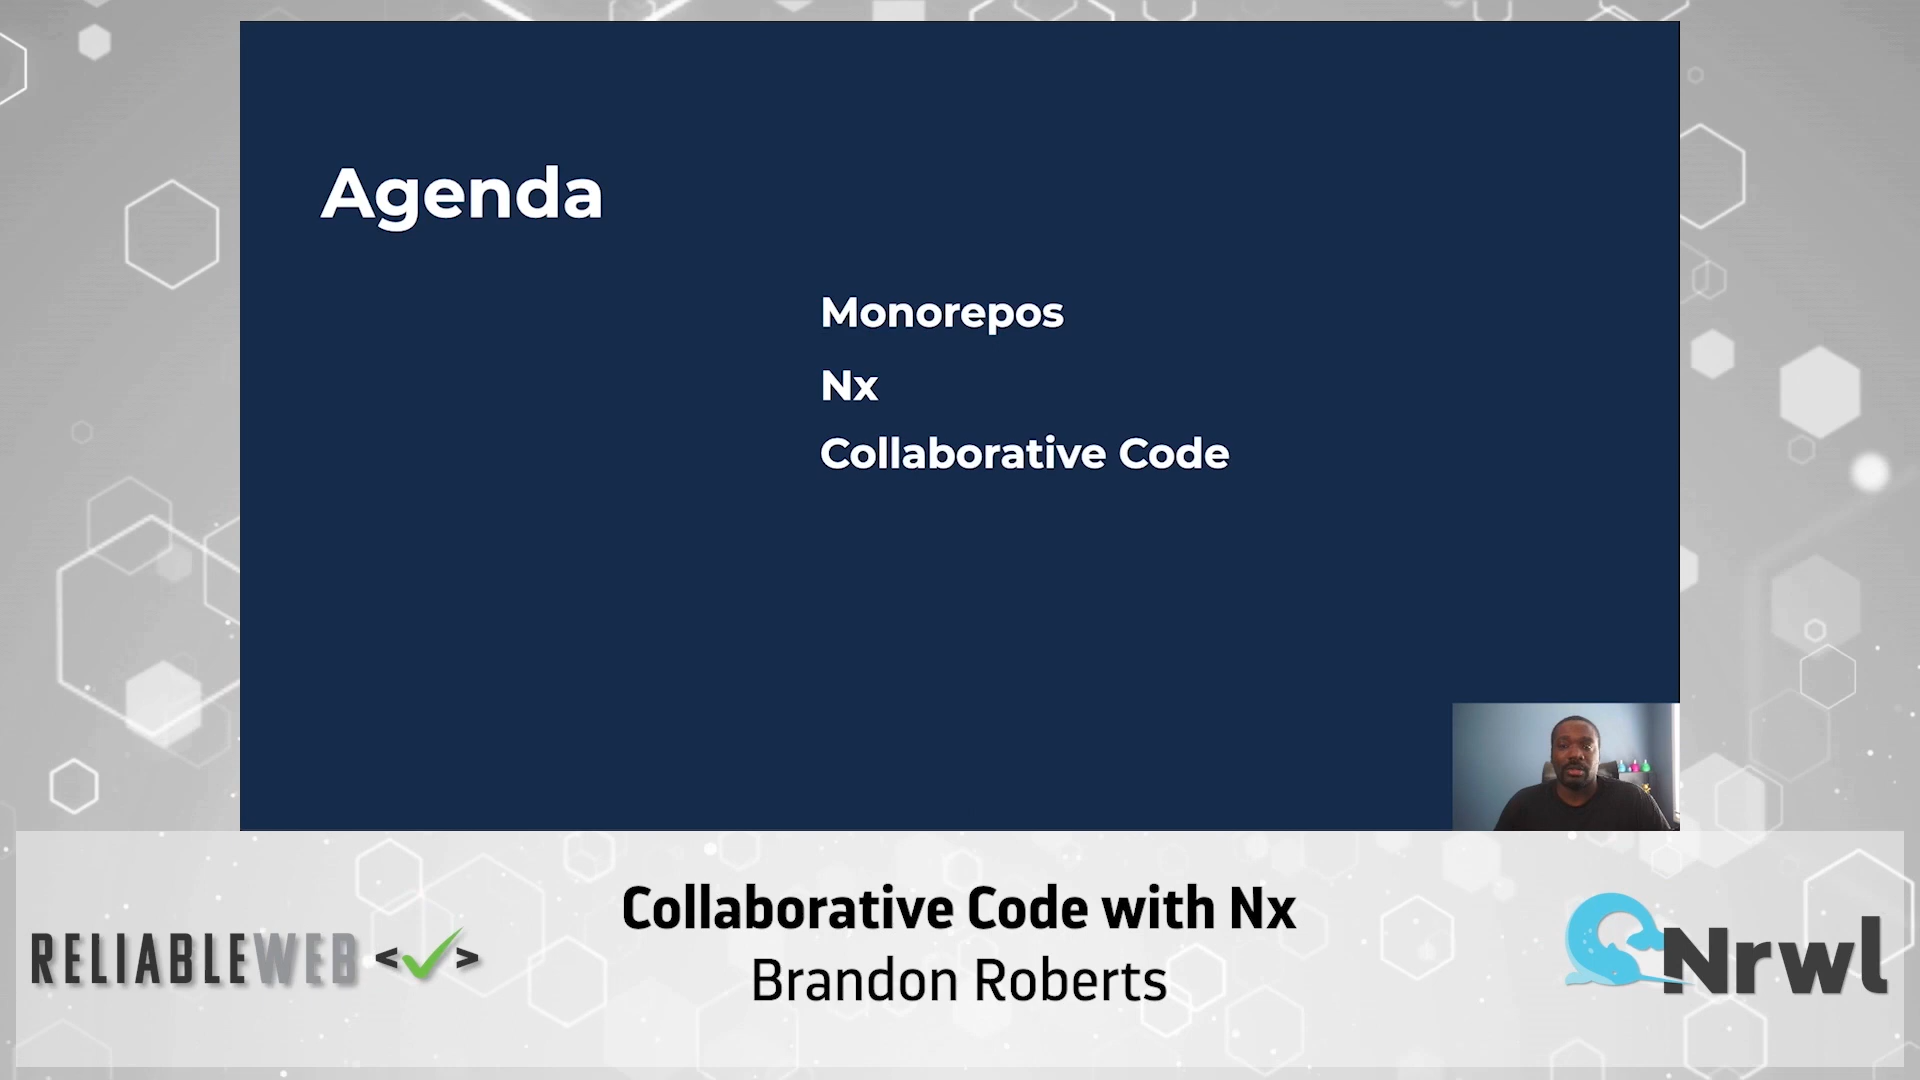 Agenda
Monorepos
Nx
Collaborative Code
Collaborative Code with Nx
Brandon Roberts
RELIABLEWEB < >
Nrwl